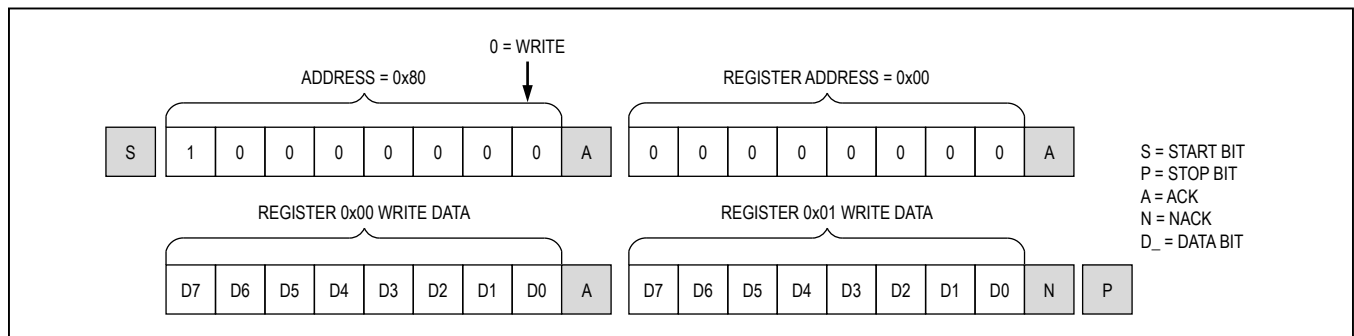 0 = WRITE
ADDRESS = 0x80
REGISTER ADDRESS = 0x00
S 1 0 0 0 0 0 0 0 A 0 0 0 0 0 0 0 0 A
REGISTER 0x00 WRITE DATA
REGISTER 0x01 WRITE DATA
D7 D6 D5 D4 D3 D2 D1 D0 A D7 D6 D5 D4 D3 D2 D1 D0 N P
S = START BIT
P = STOP BIT
A = ACK
N = NACK
D_ = DATA BIT